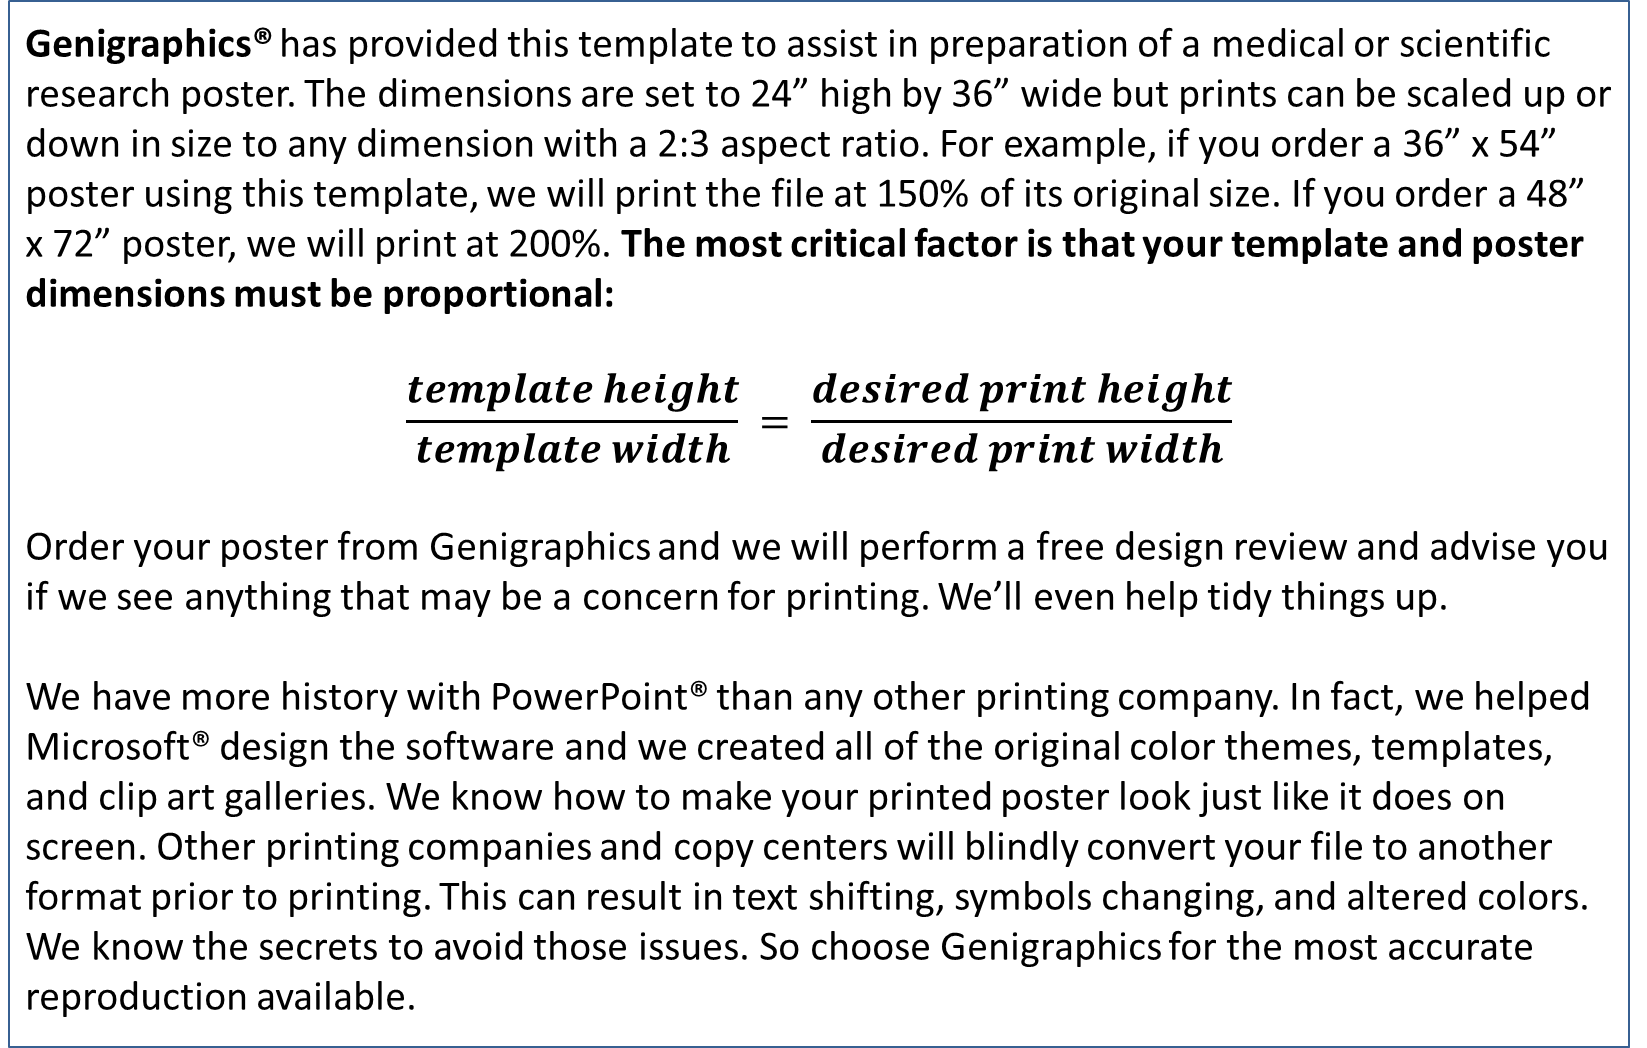 Genigraphics® has provided this template to assist in preparation of a medical or scientific
research poster. The dimensions are set to 24” high by 36” wide but prints can be scaled up or
down in size to any dimension with a 2:3 aspect ratio. For example, if you order a 36” x 54”
poster using this template, we will print the file at 150% of its original size. If you order a 48”
x 72” poster, we will print at 200%. The most critical factor is that your template and poster
dimensions must be proportional:
template height / template width = desired print height / desired print width
Order your poster from Genigraphics and we will perform a free design review and advise you
if we see anything that may be a concern for printing. We’ll even help tidy things up.
We have more history with PowerPoint® than any other printing company. In fact, we helped
Microsoft® design the software and we created all of the original color themes, templates,
and clip art galleries. We know how to make your printed poster look just like it does on
screen. Other printing companies and copy centers will blindly convert your file to another
format prior to printing. This can result in text shifting, symbols changing, and altered colors.
We know the secrets to avoid those issues. So choose Genigraphics for the most accurate
reproduction available.